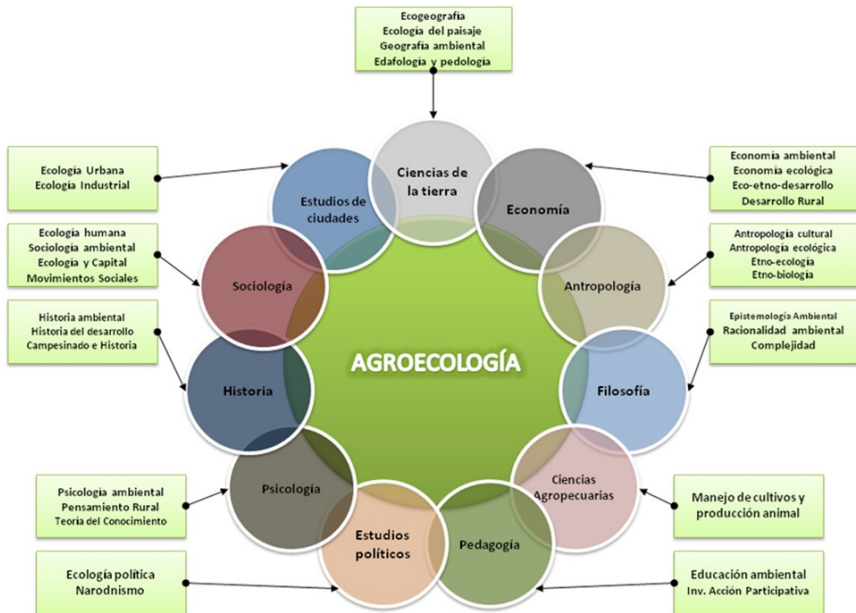 Ecogeografía
Ecología del paisaje
Geografía ambiental
Edafología y pedología
Ciencias de
la tierra
Economía
Economía ambiental
Economía ecológica
Eco-etno-desarrollo
Desarrollo Rural
Antropología
Antropología cultural
Antropología ecológica
Etno-ecología
Etno-biología
Filosofía
Epistemología Ambiental
Racionalidad ambiental
Complejidad
Ciencias
Agropecuarias
Manejo de cultivos y
producción animal
Pedagogía
Educación ambiental
Inv. Acción Participativa
Estudios
políticos
Ecología política
Narodnismo
Psicología
Psicología ambiental
Pensamiento Rural
Teoría del Conocimiento
Historia
Historia ambiental
Historia del desarrollo
Campesinado e Historia
Sociología
Ecología humana
Sociología ambiental
Ecología y Capital
Movimientos Sociales
Estudios de
ciudades
Ecología Urbana
Ecología Industrial
AGROECOLOGÍA